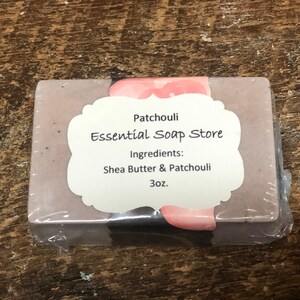 Patchouli
Essential Soap Store
Ingredients:
Shea Butter & Patchouli
3oz.